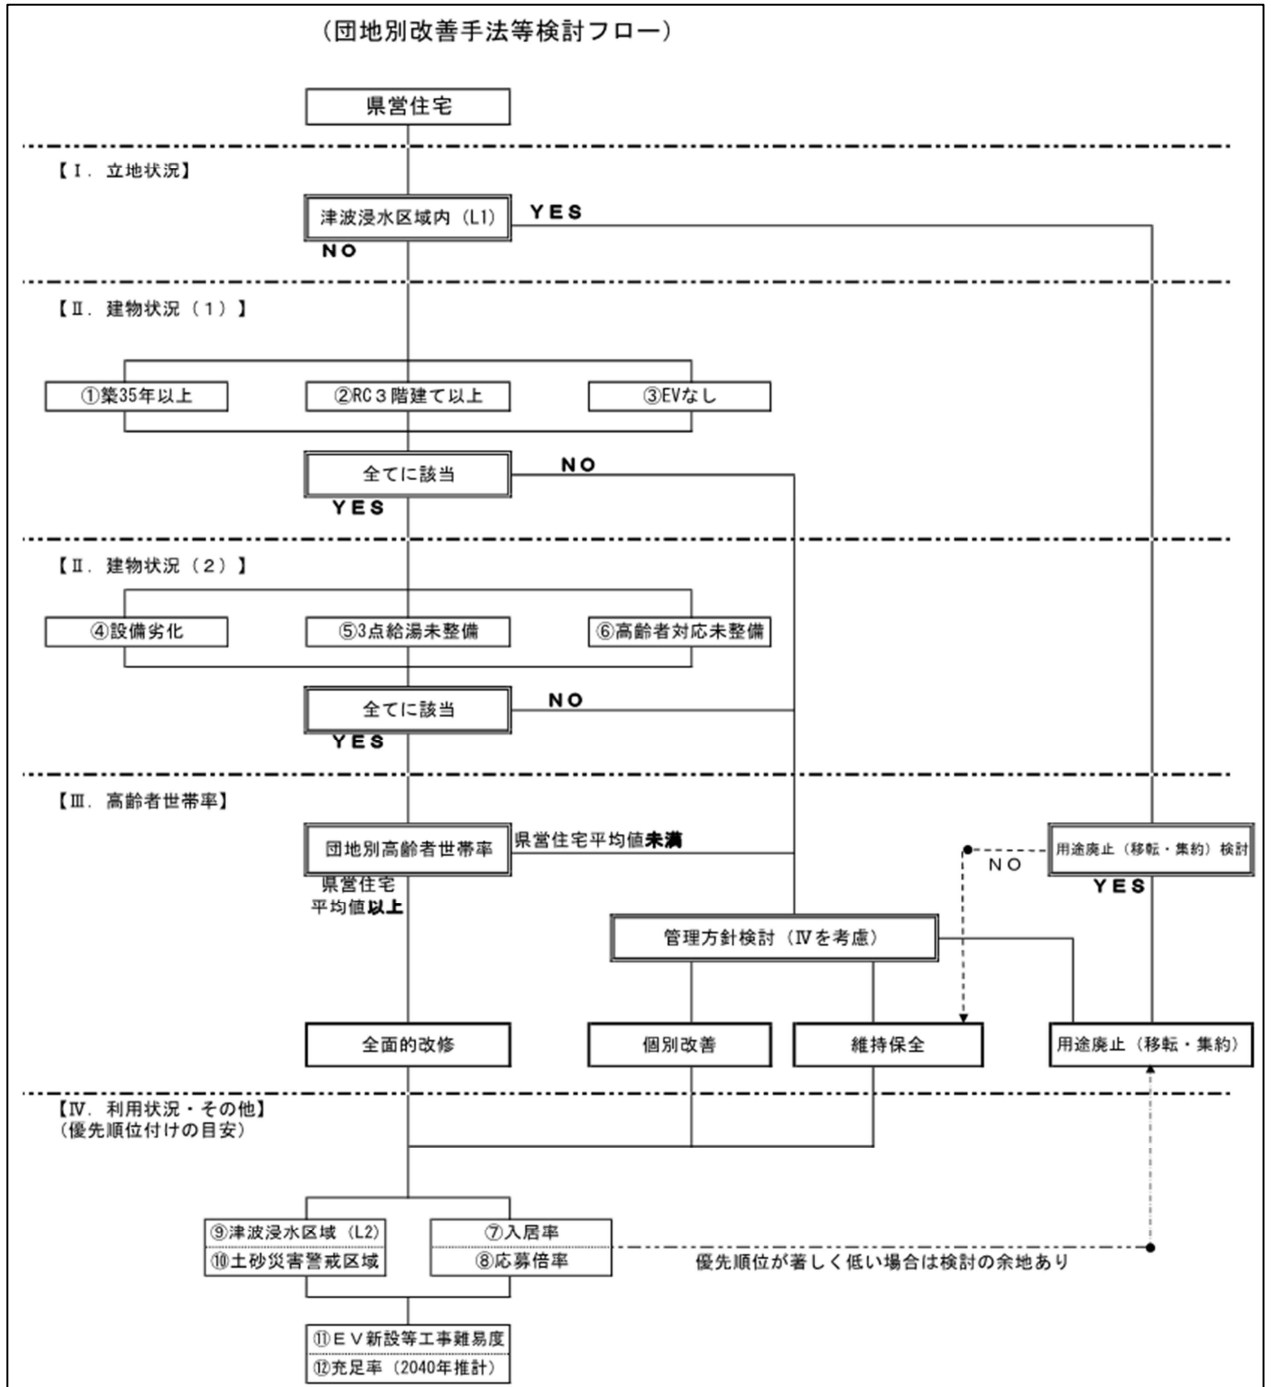 （団地別改善手法等検討フロー）
県営住宅
【Ⅰ．立地状況】
津波浸水区域内（L1）
ＹＥＳ
ＮＯ
【Ⅱ．建物状況（１）】
①築35年以上
②RC３階建て以上
③EVなし
全てに該当
ＮＯ
ＹＥＳ
【Ⅱ．建物状況（２）】
④設備劣化
⑤3点給湯未整備
⑥高齢者対応未整備
全てに該当
ＮＯ
ＹＥＳ
【Ⅲ．高齢者世帯率】
団地別高齢者世帯率
県営住宅平均値未満
県営住宅
平均値以上
用途廃止（移転・集約）検討
ＮＯ
ＹＥＳ
管理方針検討（Ⅳを考慮）
全面的改修
個別改善
維持保全
用途廃止（移転・集約）
【Ⅳ．利用状況・その他】
（優先順位付けの目安）
⑨津波浸水区域（L2）
⑩土砂災害警戒区域
⑦入居率
⑧応募倍率
優先順位が著しく低い場合は検討の余地あり
⑪ＥＶ新設等工事難易度
⑫充足率（2040年推計）